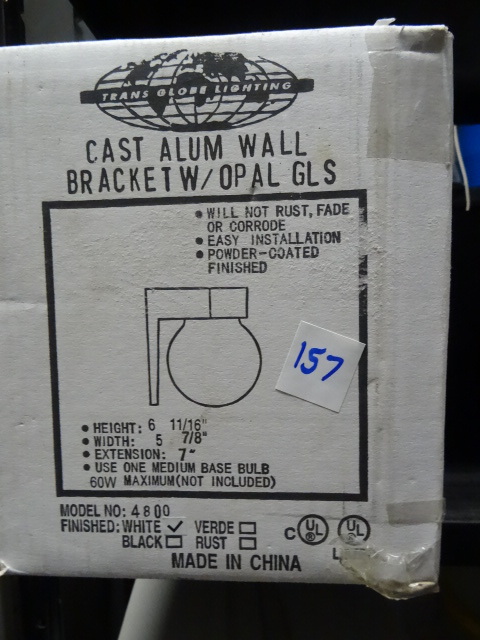 TRANS GLOBE LIGHTING
CAST ALUM WALL
BRACKET W/OPAL GLS
• WILL NOT RUST, FADE
OR CORRODE
• EASY INSTALLATION
• POWDER-COATED
FINISHED
157
• HEIGHT: 6 11/16"
• WIDTH: 5 7/8"
• EXTENSION: 7"
• USE ONE MEDIUM BASE BULB
60W MAXIMUM(NOT INCLUDED)
MODEL NO: 4800
FINISHED: WHITE ✓ VERDE □
BLACK □ RUST □
C UL ® UL
MADE IN CHINA